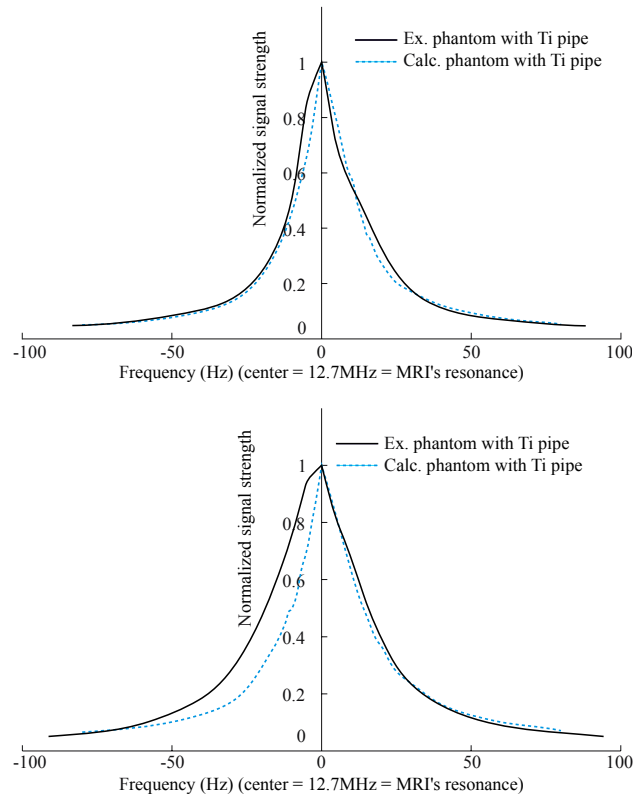 Ex. phantom with Ti pipe
Calc. phantom with Ti pipe
Normalized signal strength
1
0.8
0.6
0.4
0.2
0
-100
-50
0
50
100
Frequency (Hz) (center = 12.7MHz = MRI's resonance)
Ex. phantom with Ti pipe
Calc. phantom with Ti pipe
Normalized signal strength
1
0.8
0.6
0.4
0.2
0
-100
-50
0
50
100
Frequency (Hz) (center = 12.7MHz = MRI's resonance)